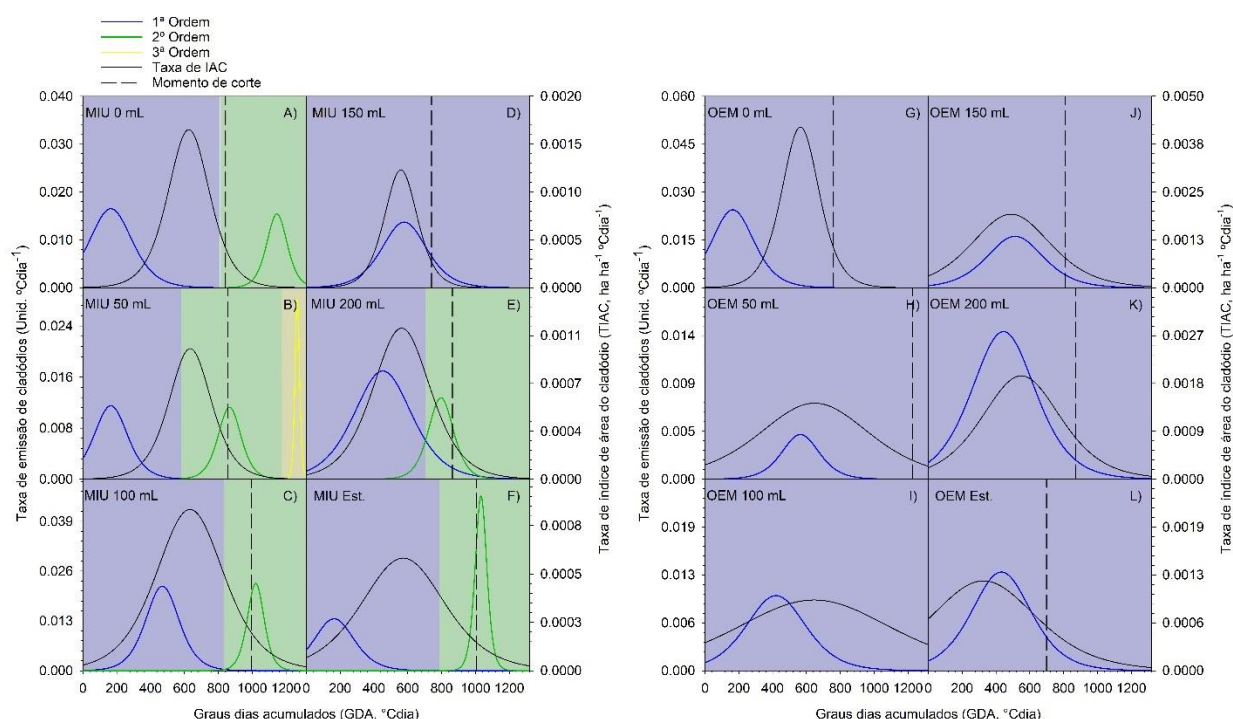 1ª Ordem
2º Ordem
3ª Ordem
Taxa de IAC
Momento de corte
MIU 0 mL A) MIU 150 mL D)
0.040
0.030
0.020
0.010
0.000
0.0020
0.0015
0.0010
0.0005
0.0000
MIU 50 mL B) MIU 200 mL E)
0.024
0.016
0.008
0.000
0.0011
0.0007
0.0004
0.0000
MIU 100 mL C) MIU Est. F)
0.039
0.026
0.013
0.000
0.0008
0.0005
0.0003
0.0000
0 200 400 600 800 1000 12000 200 400 600 800 1000 1200
Graus dias acumulados (GDA, °Cdia)
Taxa de emissão de cladódios (Unid. ºCdia⁻¹)
Taxa de índice de área do cladódio (TIAC, ha ha⁻¹ ºCdia⁻¹)
OEM 0 mL G) OEM 150 mL J)
0.060
0.045
0.030
0.015
0.000
0.0050
0.0038
0.0025
0.0013
0.0000
OEM 50 mL H) OEM 200 mL K)
0.014
0.009
0.005
0.000
0.0027
0.0018
0.0009
0.0000
OEM 100 mL I) OEM Est. L)
0.019
0.013
0.006
0.000
0.0019
0.0013
0.0006
0.0000
0 200 400 600 800 1000 1200 0 200 400 600 800 1000 1200
Graus dias acumulados (GDA, °Cdia)
Taxa de emissão de cladódios (Unid. ºCdia⁻¹)
Taxa de índice de área do cladódio (TIAC, ha ha⁻¹ ºCdia⁻¹)